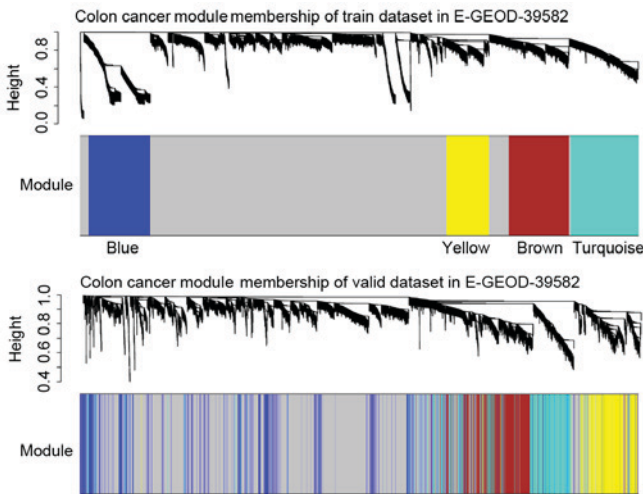 Colon cancer module membership of train dataset in E-GEOD-39582
Height
0.8
0.4
0.0
Module
Blue
Yellow
Brown
Turquoise
Colon cancer module membership of valid dataset in E-GEOD-39582
Height
1.0
0.8
0.6
0.4
Module